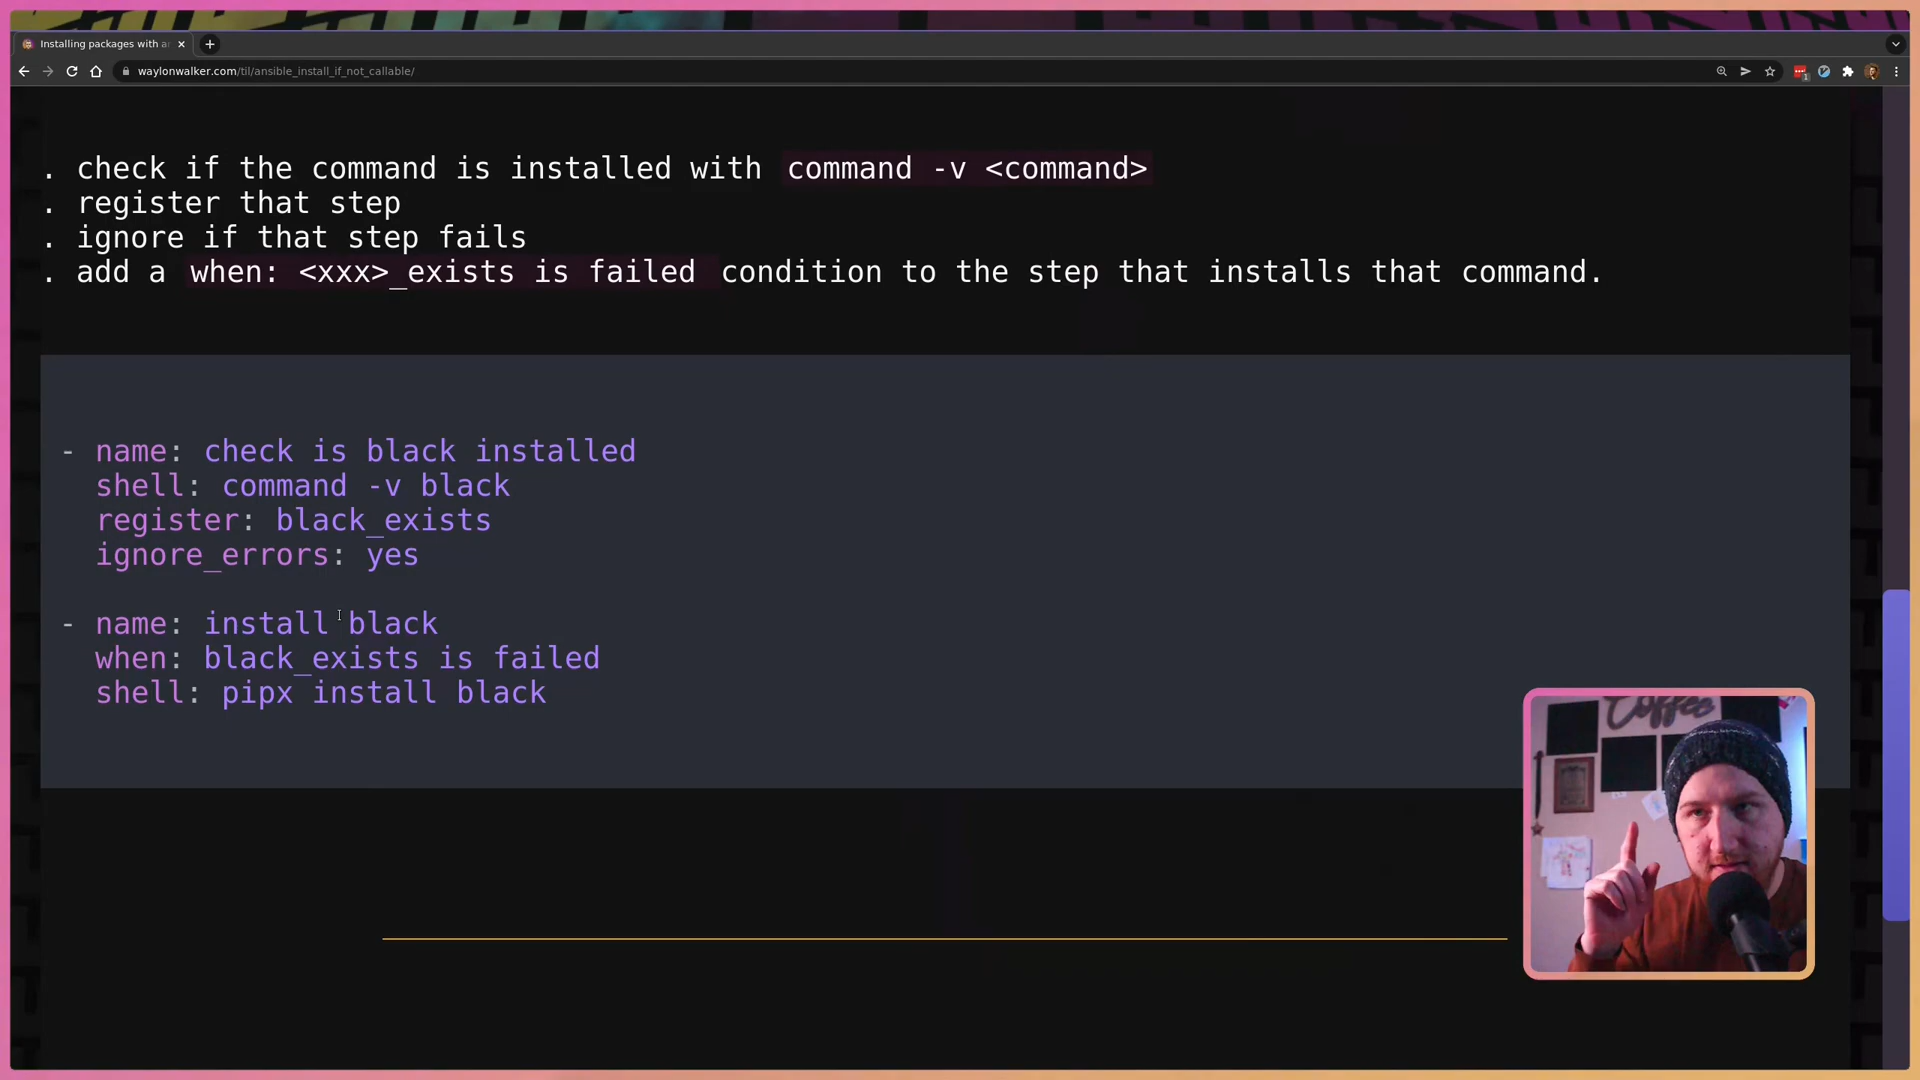 Installing packages with a
waylonwalker.com/til/ansible_install_if_not_callable/
1
. check if the command is installed with command -v <command>
. register that step
. ignore if that step fails
. add a when: <xxx>_exists is failed condition to the step that installs that command.
- name: check is black installed
shell: command -v black
register: black_exists
ignore_errors: yes
- name: install black
when: black_exists is failed
shell: pipx install black
Coffee